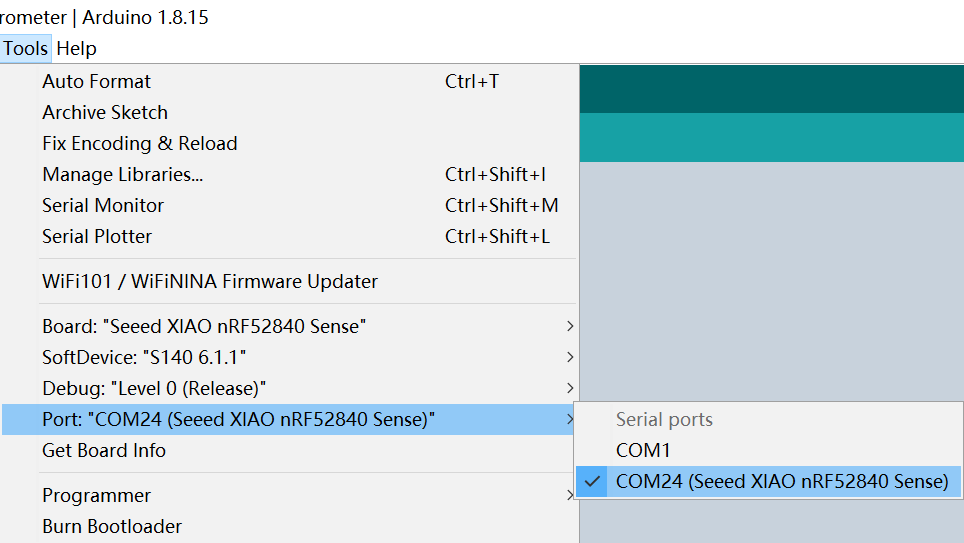 rometer | Arduino 1.8.15
Tools Help
Auto Format Ctrl+T
Archive Sketch
Fix Encoding & Reload
Manage Libraries... Ctrl+Shift+I
Serial Monitor Ctrl+Shift+M
Serial Plotter Ctrl+Shift+L
WiFi101 / WiFiNINA Firmware Updater
Board: "Seeed XIAO nRF52840 Sense"
SoftDevice: "S140 6.1.1"
Debug: "Level 0 (Release)"
Port: "COM24 (Seeed XIAO nRF52840 Sense)"
Serial ports
Get Board Info
COM1
COM24 (Seeed XIAO nRF52840 Sense)
Programmer
Burn Bootloader